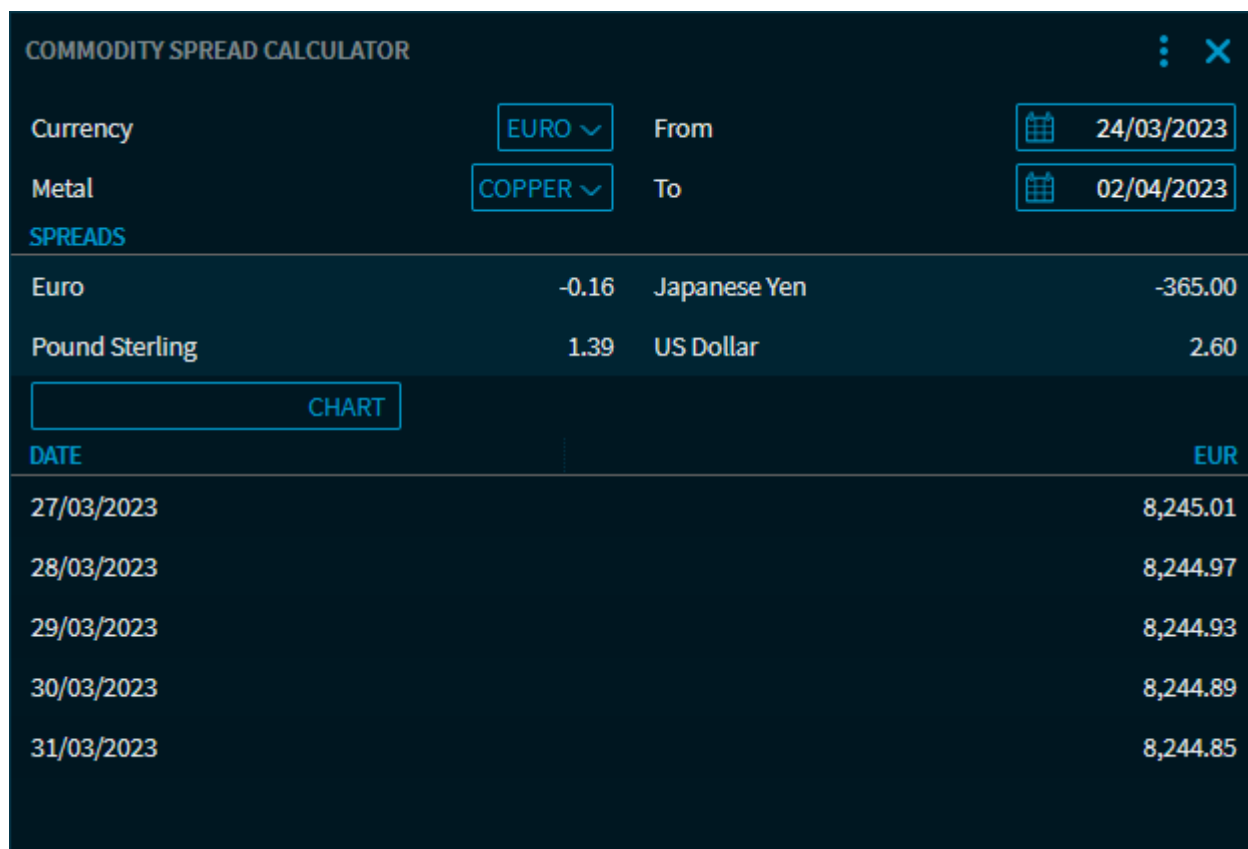 COMMODITY SPREAD CALCULATOR
Currency EURO From 24/03/2023
Metal COPPER To 02/04/2023
SPREADS
Euro -0.16 Japanese Yen -365.00
Pound Sterling 1.39 US Dollar 2.60
CHART
DATE EUR
27/03/2023 8,245.01
28/03/2023 8,244.97
29/03/2023 8,244.93
30/03/2023 8,244.89
31/03/2023 8,244.85